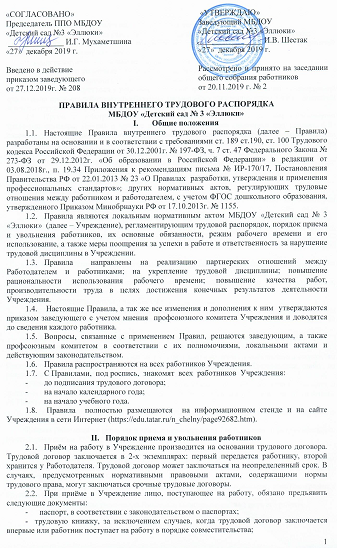 «СОГЛАСОВАНО»
Председатель ППО МБДОУ
«Детский сад №3 «Эллюки»
И.Г. Мухаметшина
«27» декабря 2019 г.
«УТВЕРЖДАЮ»
Заведующий МБДОУ
«Детский сад №3 «Эллюки»
И.В. Шестак
«27» декабря 2019 г.
Введено в действие
приказом заведующего
от 27.12.2019г. № 208
Рассмотрено и принято на заседании
общего собрания работников
от 20.11.2019 г. № 2
ПРАВИЛА ВНУТРЕННЕГО ТРУДОВОГО РАСПОРЯДКА
МБДОУ «Детский сад № 3 «Эллюки»
I. Общие положения
1.1. Настоящие Правила внутреннего трудового распорядка (далее – Правила)
разработаны на основании и в соответствии с требованиями ст. 189 ст.190, ст. 100 Трудового
кодекса Российской Федерации от 30.12.2001г. № 197-ФЗ, ч. 7 ст. 47 Федерального Закона №
273-ФЗ от 29.12.2012г. «Об образовании в Российской Федерации» в редакции от
03.08.2018г., п. 19.34 Приложения к рекомендациям письма № ИР-170/17, Постановления
Правительства РФ от 22.01.2013 № 23 «О Правилах разработки, утверждения и применения
профессиональных стандартов»; других нормативных актов, регулирующих трудовые
отношения между работником и работодателем, с учетом ФГОС дошкольного образования,
утвержденного Приказом Минобрнауки РФ от 17.10.2013г. № 1155.
1.2. Правила являются локальным нормативным актом МБДОУ «Детский сад № 3
«Эллюки» (далее – Учреждение), регламентирующим трудовой распорядок, порядок приема
и увольнения работников, их основные обязанности, режим рабочего времени и его
использование, а также меры поощрения за успехи в работе и ответственность за нарушение
трудовой дисциплины в Учреждении.
1.3. Правила направлены на реализацию партнерских отношений между
Работодателем и работниками; на укрепление трудовой дисциплины; повышение
рациональности использования рабочего времени; повышение качества работ,
производительности труда в целях достижения конечных результатов деятельности
Учреждения.
1.4. Настоящие Правила, а так же все изменения и дополнения к ним утверждаются
приказом заведующего с учетом мнения профсоюзного комитета Учреждения и доводятся
до сведения каждого работника.
1.5. Вопросы, связанные с применением Правил, решаются заведующим, а также
профсоюзным комитетом в соответствии с их полномочиями, локальными актами и
действующим законодательством.
1.6. Правила распространяются на всех работников Учреждения.
1.7. С Правилами, под роспись, знакомят всех работников Учреждения:
- до подписания трудового договора;
- на начало календарного года;
- на начало учебного года.
1.8. Правила полностью размещаются на информационном стенде и на сайте
Учреждения в сети Интернет (https://edu.tatar.ru/n_chelny/page92682.htm).
II. Порядок приема и увольнения работников
2.1. Приём на работу в Учреждение производится на основании трудового договора.
Трудовой договор заключается в 2-х экземплярах: первый передается работнику, второй
хранится у Работодателя. Трудовой договор может заключаться на неопределенный срок. В
случаях, предусмотренных нормативными правовыми актами, содержащими нормы
трудового права, могут заключаться срочные трудовые договоры.
2.2. При приёме в Учреждение лицо, поступающее на работу, обязано предъявить
следующие документы:
- паспорт, в соответствии с законодательством о паспортах;
- трудовую книжку, за исключением случаев, когда трудовой договор заключается
впервые или работник поступает на работу в порядке совместительства;
1